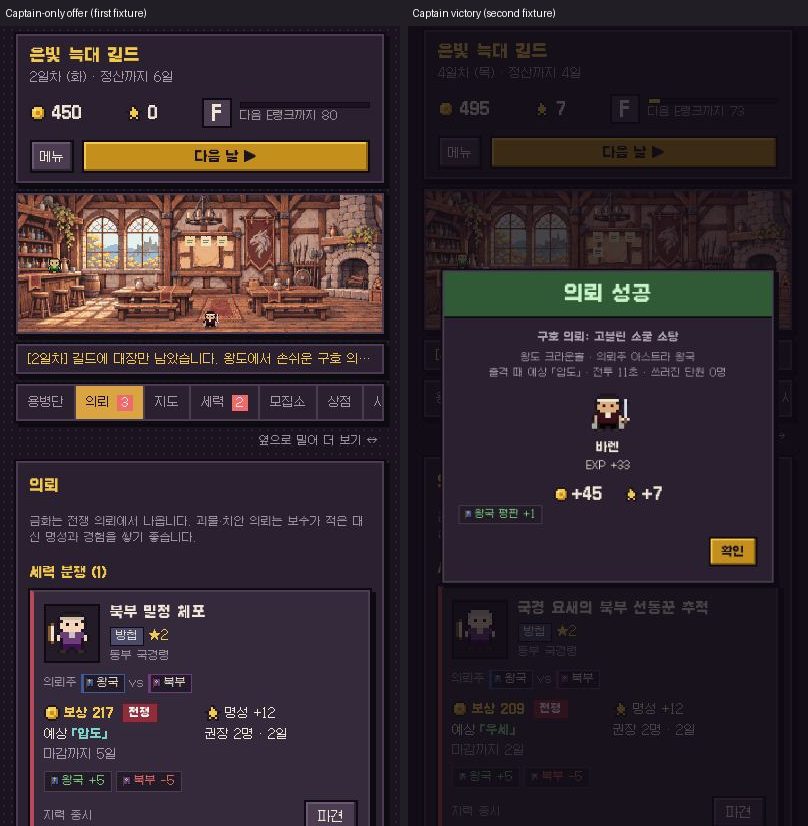 Captain-only offer (first fixture)
은빛 늑대 길드
2일차 (화) · 정산까지 6일
450
0
F
다음 E랭크까지 80
메뉴
다음 날 ▶
[2일차] 길드에 대장만 남았습니다. 왕도에서 손쉬운 구호 의…
용병단
의뢰 3
지도
세력 2
모집소
상점
옆으로 밀어 더 보기 ↔
의뢰
금화는 전쟁 의뢰에서 나옵니다. 괴물 치안 의뢰는 보수가 적은 대
신 명성과 경험을 쌓기 좋습니다.
세력 분쟁 (1)
북부 밀정 체포
방첩 ★2
동부 국경령
의뢰주 왕국 vs 북부
보상 217 전쟁
명성 +12
예상 「압도」
권장 2명 · 2일
마감까지 5일
왕국 +5 북부 -5
지력 중시
파견
Captain victory (second fixture)
은빛 늑대 길드
4일차 (목) · 정산까지 4일
495
7
F
다음 E랭크까지 73
메뉴
다음 날 ▶
의뢰 성공
구호 의뢰: 고블린 소굴 소탕
왕도 크라운홀 · 의뢰주 아스트라 왕국
출격 때 예상 「압도」 · 전투 11초 · 쓰러진 단원 0명
바렌
EXP +33
+45 +7
왕국 평판 +1
확인
국경 요새의 북부 선동꾼 추적
방첩 ★2
동부 국경령
의뢰주 왕국 vs 북부
보상 209 전쟁
명성 +12
예상 「우세」
권장 2명 · 2일
마감까지 2일
왕국 +5 북부 -5
지력 중시
파견